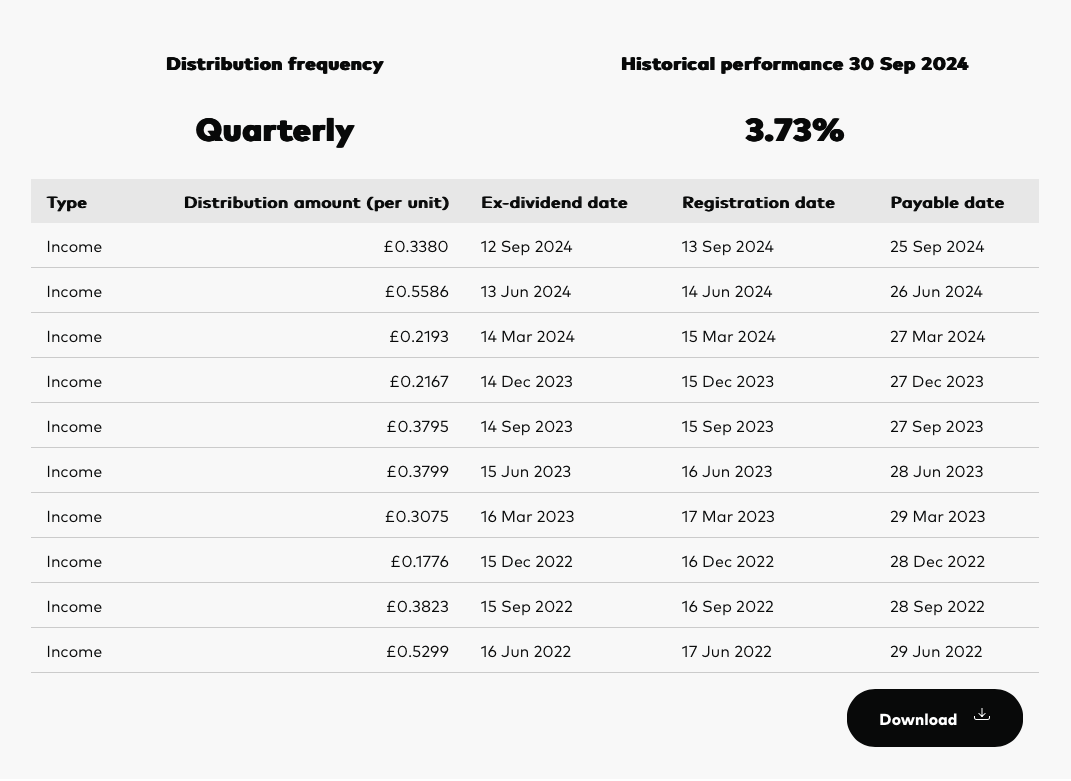 Distribution frequency Historical performance 30 Sep 2024
Quarterly 3.73%
Type Distribution amount (per unit) Ex-dividend date Registration date Payable date
Income £0.3380 12 Sep 2024 13 Sep 2024 25 Sep 2024
Income £0.5586 13 Jun 2024 14 Jun 2024 26 Jun 2024
Income £0.2193 14 Mar 2024 15 Mar 2024 27 Mar 2024
Income £0.2167 14 Dec 2023 15 Dec 2023 27 Dec 2023
Income £0.3795 14 Sep 2023 15 Sep 2023 27 Sep 2023
Income £0.3799 15 Jun 2023 16 Jun 2023 28 Jun 2023
Income £0.3075 16 Mar 2023 17 Mar 2023 29 Mar 2023
Income £0.1776 15 Dec 2022 16 Dec 2022 28 Dec 2022
Income £0.3823 15 Sep 2022 16 Sep 2022 28 Sep 2022
Income £0.5299 16 Jun 2022 17 Jun 2022 29 Jun 2022
Download